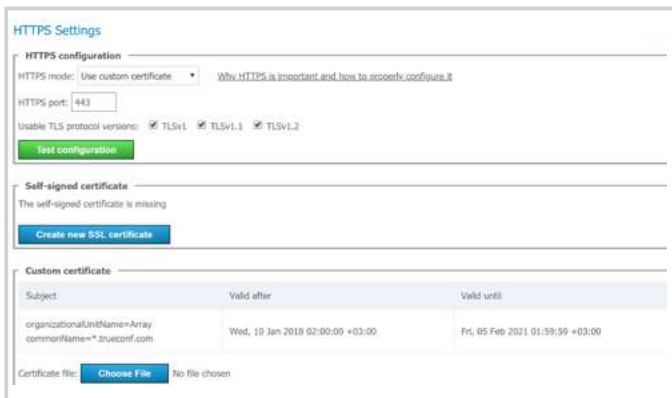 HTTPS Settings
HTTPS configuration
HTTPS mode: Use custom certificate Why HTTPS is important and how to properly configure it
HTTPS port: 443
Usable TLS protocol versions: TLSv1 TLSv1.1 TLSv1.2
Test configuration
Self-signed certificate
The self-signed certificate is missing
Create new SSL certificate
Custom certificate
Subject Valid after Valid until
organizationalUnitName=Array
commonName=*.trueconf.com Wed, 10 Jan 2018 02:00:00 +03:00 Fri, 05 Feb 2021 01:59:59 +03:00
Certificate file: Choose File No file chosen